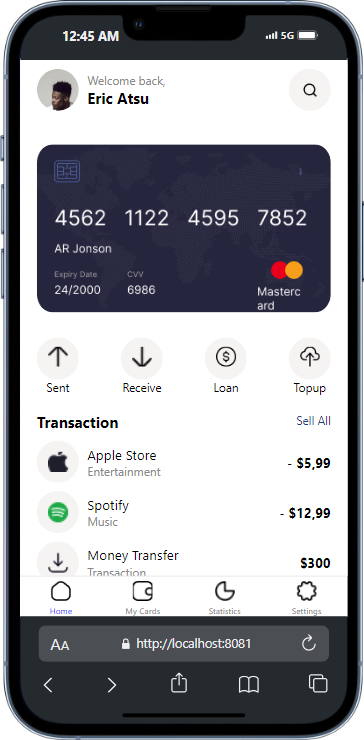 12:45 AM 5G
Welcome back,
Eric Atsu
4562 1122 4595 7852
AR Jonson
Expiry Date CVV
24/2000 6986
Masterc
ard
Sent Receive Loan Topup
Transaction Sell All
Apple Store
Entertainment
- $5,99
Spotify
Music
- $12,99
Money Transfer
Transaction
$300
Home My Cards Statistics Settings
AA http://localhost:8081